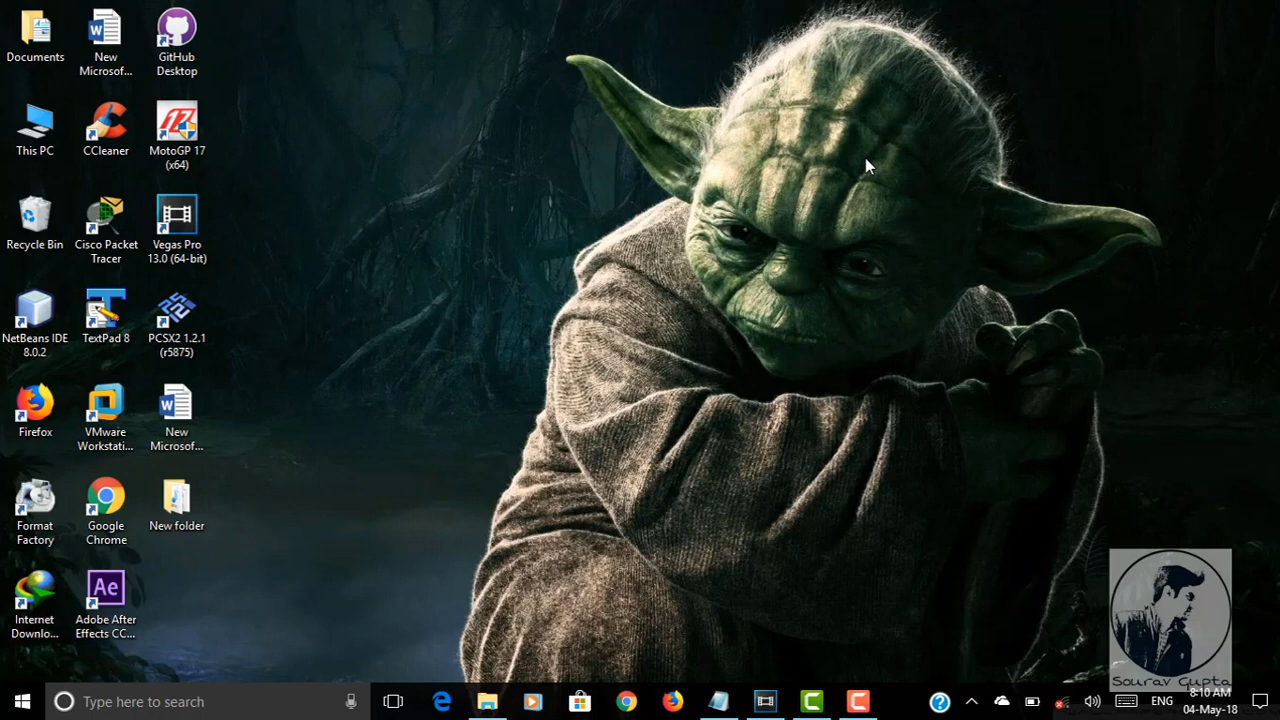 Documents
New
Microsof...
GitHub
Desktop
This PC
CCleaner
MotoGP 17
(x64)
Recycle Bin
Cisco Packet
Tracer
Vegas Pro
13.0 (64-bit)
NetBeans IDE
8.0.2
TextPad 8
PCSX2 1.2.1
(r5875)
Firefox
VMware
Workstati...
New
Microsof...
Format
Factory
Google
Chrome
New folder
Internet
Downlo...
Ae
Adobe After
Effects CC...
Sourav Gupta
Type here to search
ENG
8:10 AM
04-May-18